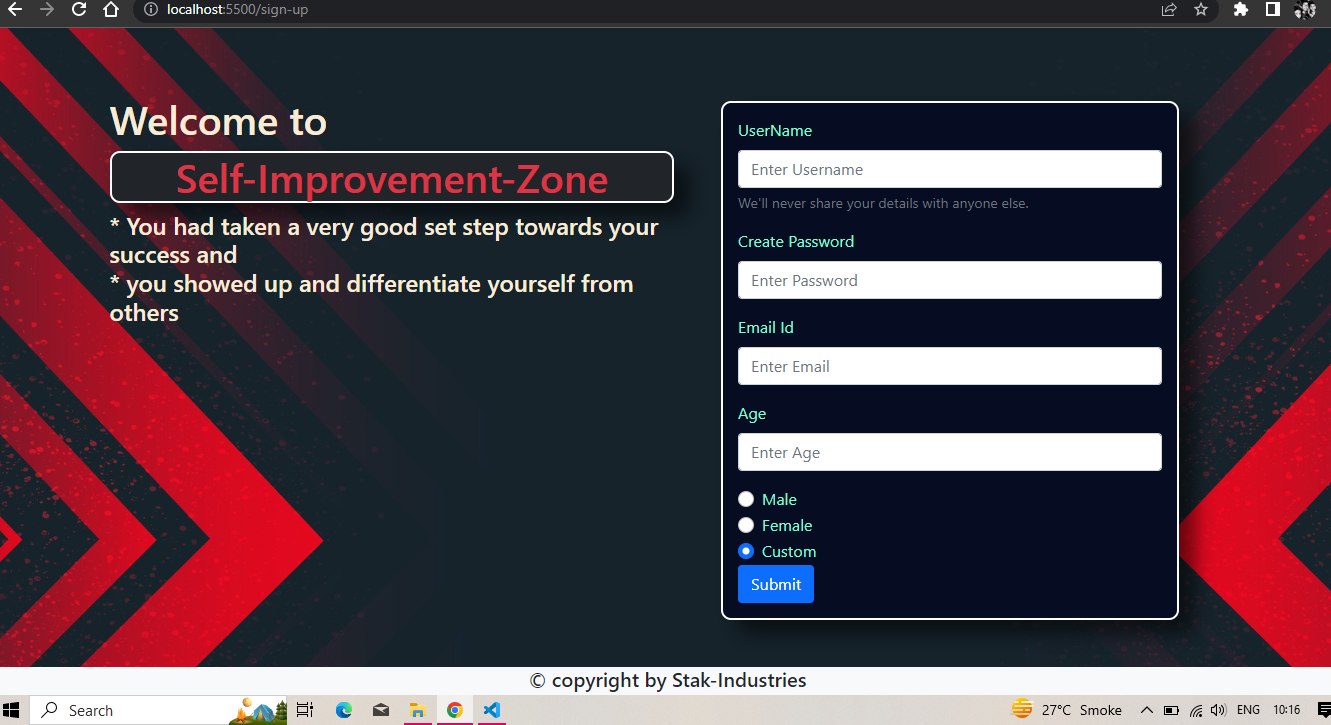 localhost:5500/sign-up
Welcome to
Self-Improvement-Zone
* You had taken a very good set step towards your
success and
* you showed up and differentiate yourself from
others
UserName
Enter Username
We'll never share your details with anyone else.
Create Password
Enter Password
Email Id
Enter Email
Age
Enter Age
Male
Female
Custom
Submit
© copyright by Stak-Industries
Search
27°C Smoke
ENG
10:16